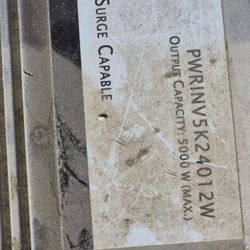 PWRINV5K24012W
OUTPUT CAPACITY: 5000 W (MAX.)
SURGE CAPABLE